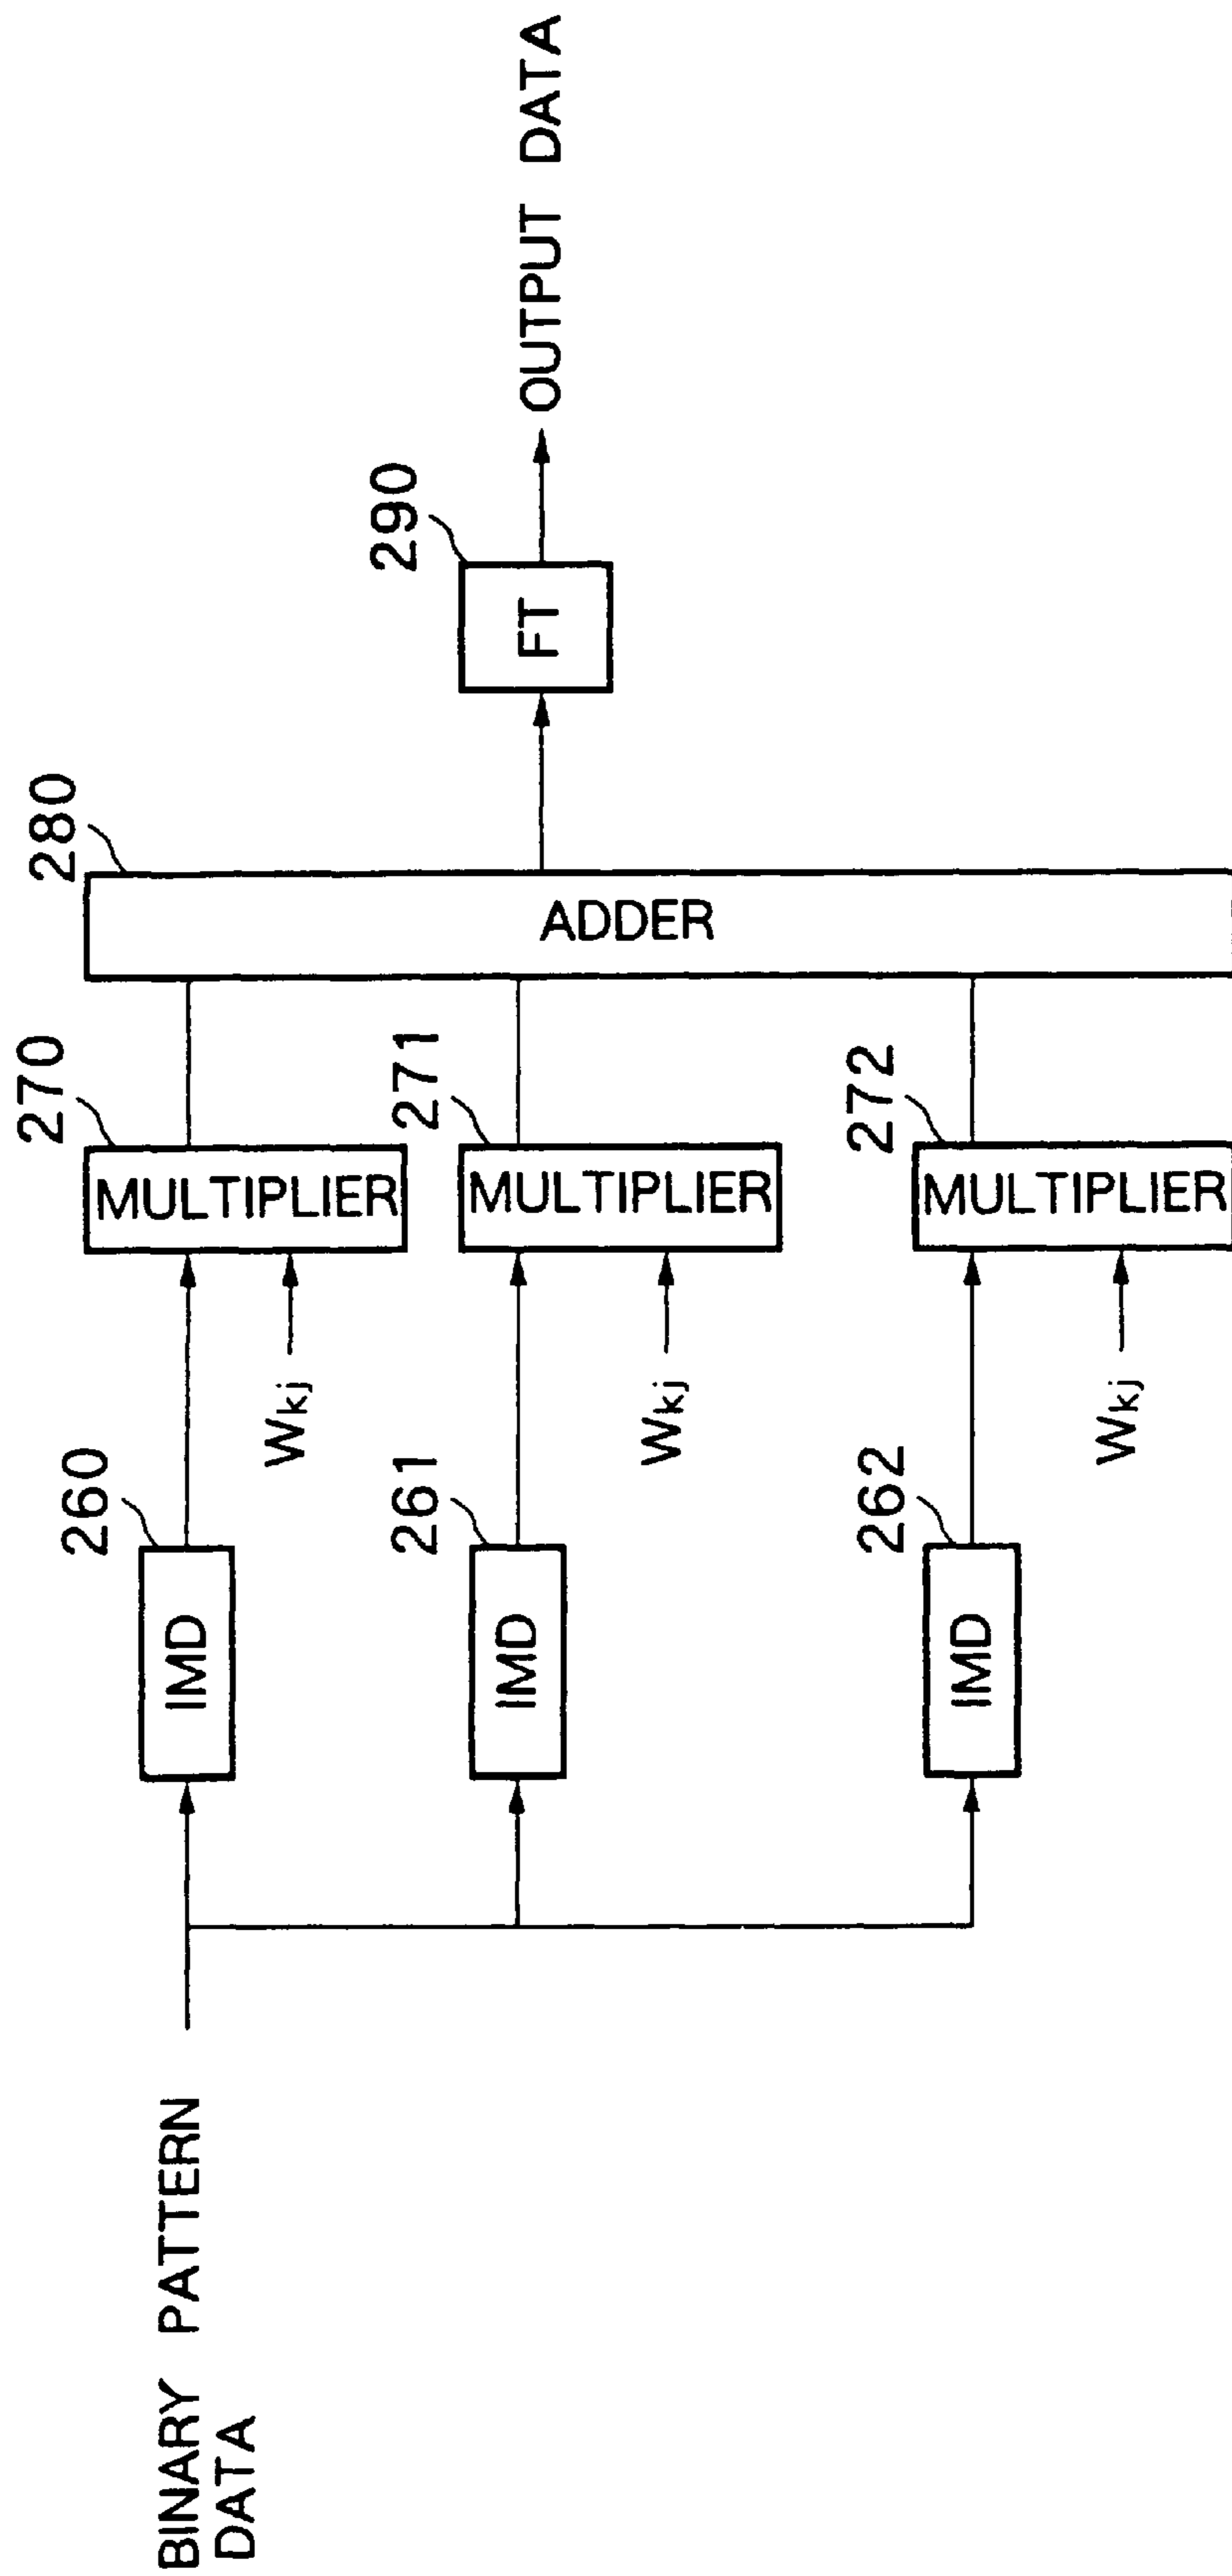 BINARY PATTERN
DATA
260
IMD
261
IMD
262
IMD
Wkj
Wkj
Wkj
270
MULTIPLIER
271
MULTIPLIER
272
MULTIPLIER
280
ADDER
290
FT
OUTPUT DATA